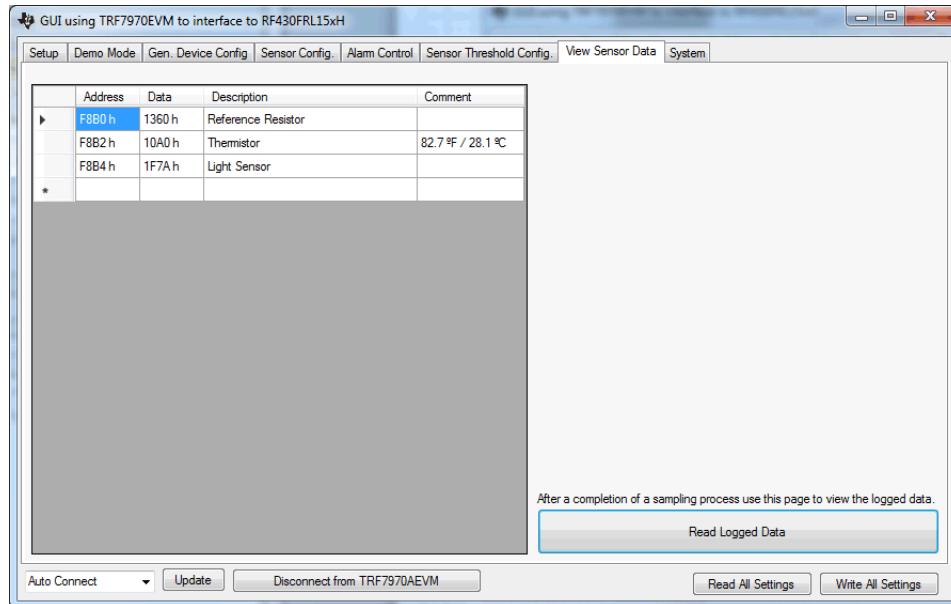 GUI using TRF7970EVM to interface to RF430FRL15xH
Setup Demo Mode Gen. Device Config Sensor Config. Alarm Control Sensor Threshold Config. View Sensor Data System
Address Data Description Comment
F8B0 h 1360 h Reference Resistor
F8B2 h 10A0 h Thermistor 82.7 ºF / 28.1 ºC
F8B4 h 1F7A h Light Sensor
*
After a completion of a sampling process use this page to view the logged data.
Read Logged Data
Auto Connect Update Disconnect from TRF7970AEVM Read All Settings Write All Settings